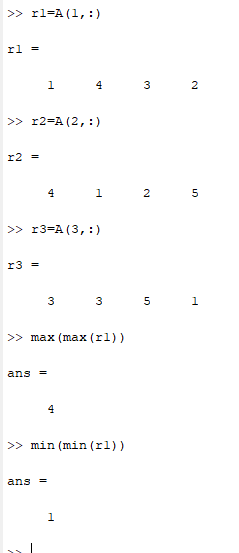 >> r1=A(1,:)
r1 =
1 4 3 2
>> r2=A(2,:)
r2 =
4 1 2 5
>> r3=A(3,:)
r3 =
3 3 5 1
>> max(max(r1))
ans =
4
>> min(min(r1))
ans =
1
>>